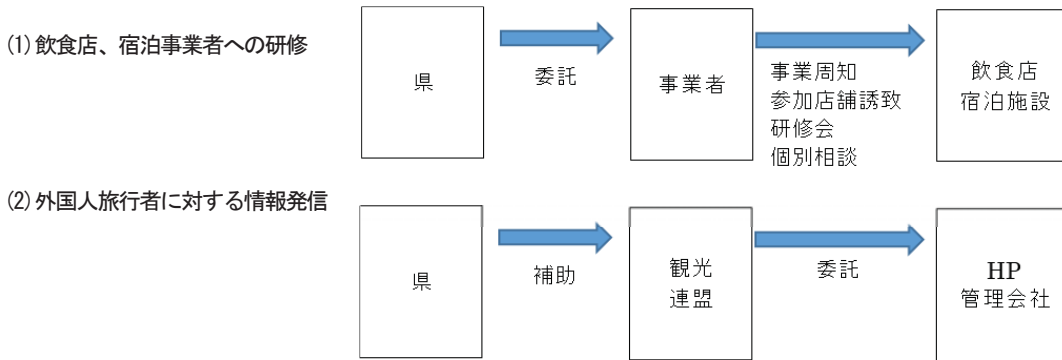 (1) 飲食店、宿泊事業者への研修
県
委託
事業者
事業周知
参加店舗誘致
研修会
個別相談
飲食店
宿泊施設
(2) 外国人旅行者に対する情報発信
県
補助
観光
連盟
委託
HP
管理会社